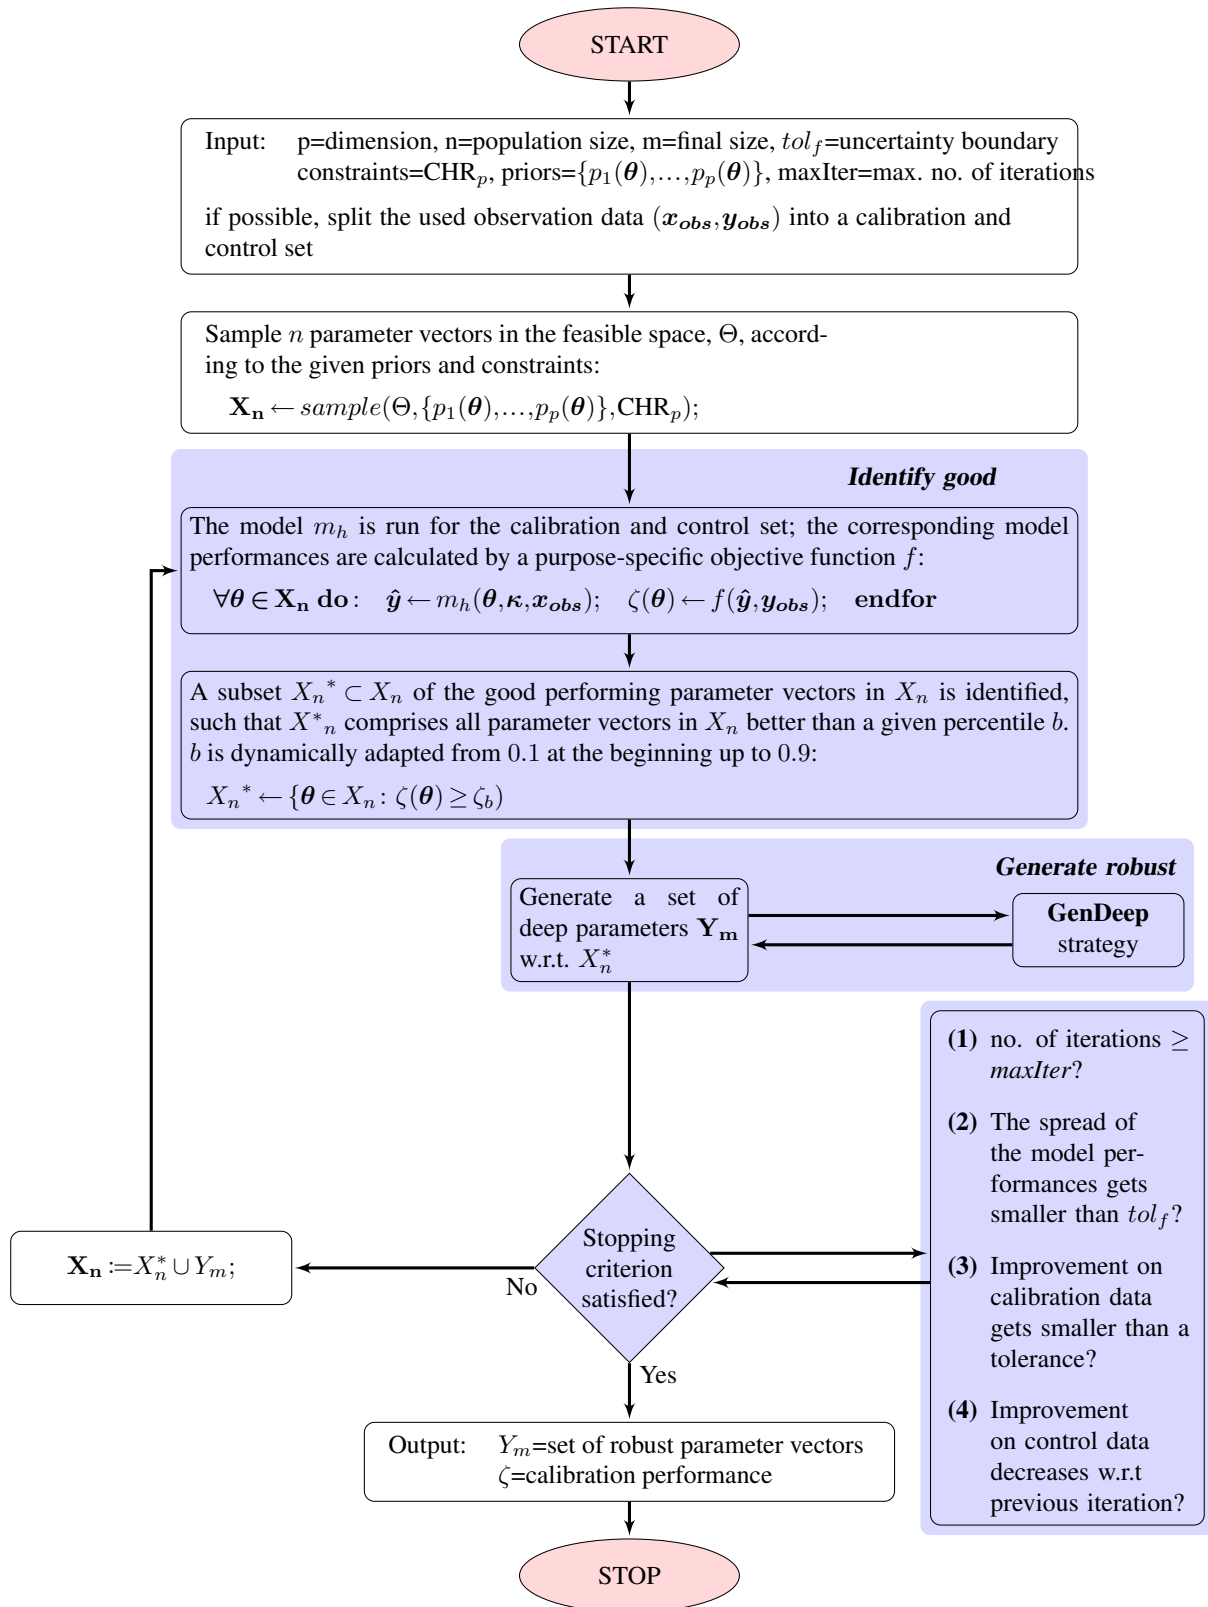 START
Input: p=dimension, n=population size, m=final size, tol_f=uncertainty boundary
constraints=CHR_p, priors={p_1(θ),...,p_p(θ)}, maxIter=max. no. of iterations
if possible, split the used observation data (x_obs,y_obs) into a calibration and
control set
Sample n parameter vectors in the feasible space, Θ, accord-
ing to the given priors and constraints:
X_n ← sample(Θ,{p_1(θ),...,p_p(θ)},CHR_p);
Identify good
The model m_h is run for the calibration and control set; the corresponding model
performances are calculated by a purpose-specific objective function f:
∀θ ∈ X_n do: ŷ ← m_h(θ,κ,x_obs); ζ(θ) ← f(ŷ,y_obs); endfor
A subset X_n^* ⊂ X_n of the good performing parameter vectors in X_n is identified,
such that X^*_n comprises all parameter vectors in X_n better than a given percentile b.
b is dynamically adapted from 0.1 at the beginning up to 0.9:
X_n^* ← {θ ∈ X_n: ζ(θ) ≥ ζ_b)
Generate robust
Generate a set of
deep parameters Y_m
w.r.t. X_n^*
GenDeep
strategy
(1) no. of iterations ≥
maxIter?
(2) The spread of
the model per-
formances gets
smaller than tol_f?
(3) Improvement on
calibration data
gets smaller than a
tolerance?
(4) Improvement
on control data
decreases w.r.t
previous iteration?
Stopping
criterion
satisfied?
No
X_n :=X_n^* ∪ Y_m;
Yes
Output: Y_m=set of robust parameter vectors
ζ=calibration performance
STOP